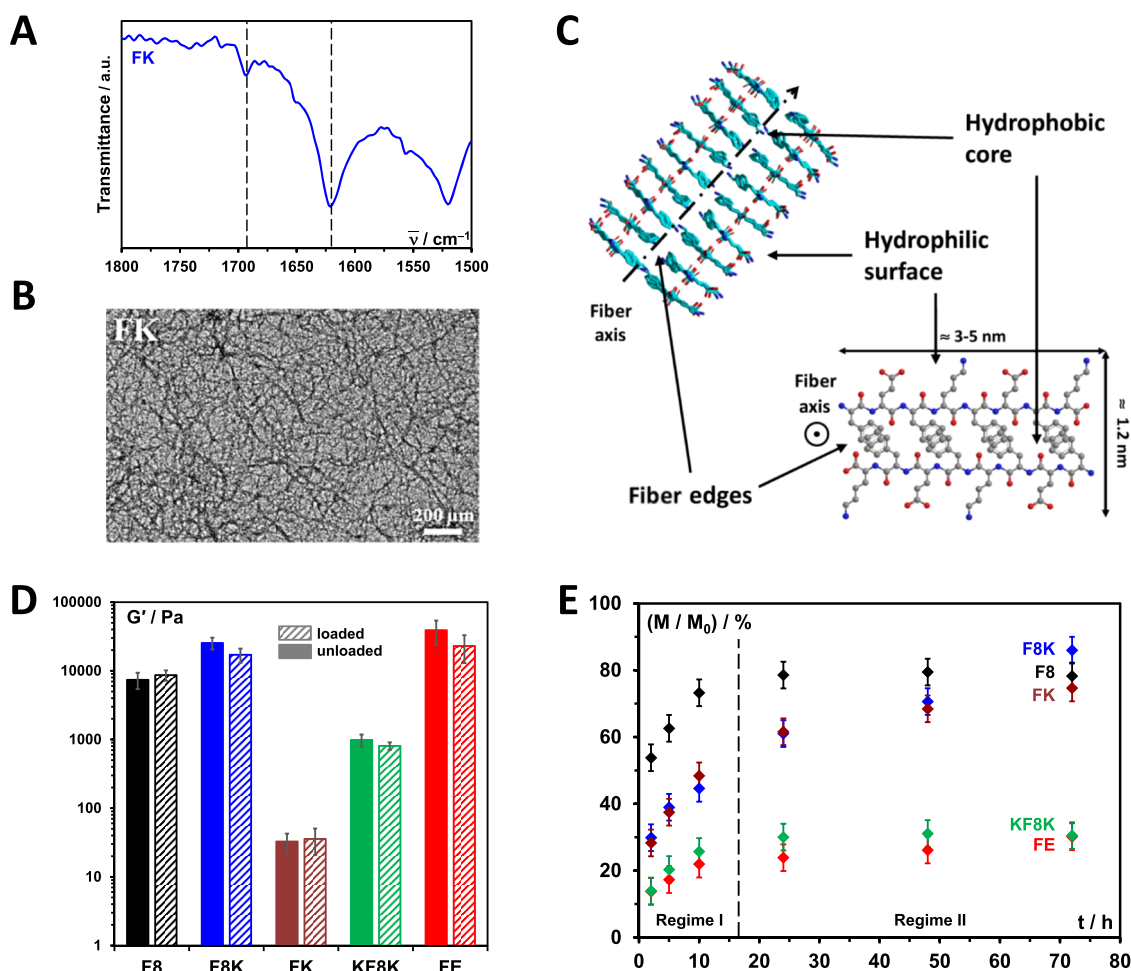 A
FK
Transmittance / a.u.
ν̅ / cm⁻¹
1800
1750
1700
1650
1600
1550
1500
B
FK
200 µm
C
Hydrophobic
core
Hydrophilic
surface
Fiber
axis
≈ 3-5 nm
Fiber
axis
≈ 1.2 nm
Fiber edges
D
G′ / Pa
loaded
unloaded
100000
10000
1000
100
10
1
F8
F8K
FK
KF8K
FE
E
(M / M₀) / %
100
80
60
40
20
0
F8K
F8
FK
KF8K
FE
Regime I
Regime II
t / h
0
10
20
30
40
50
60
70
80